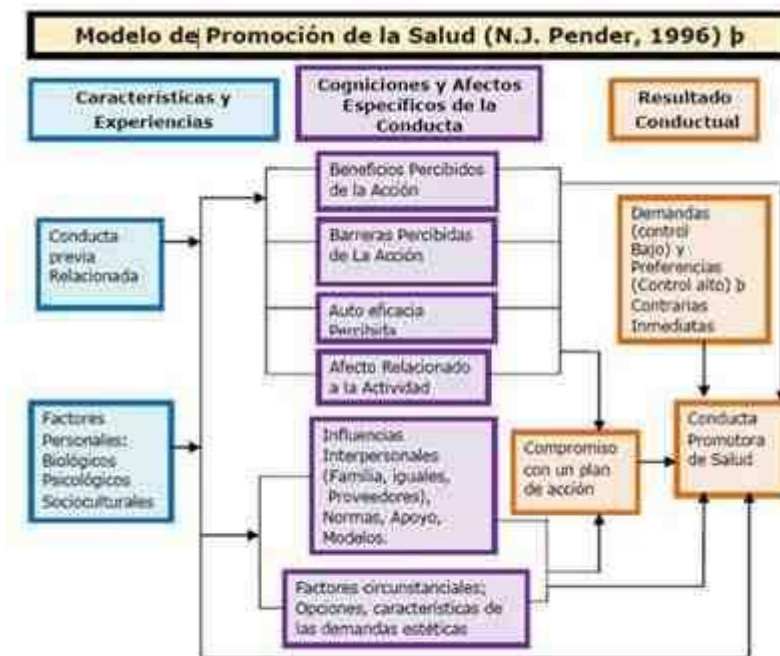 Modelo de Promoción de la Salud (N.J. Pender, 1996) þ
Características y
Experiencias
Cogniciones y Afectos
Específicos de la
Conducta
Resultado
Conductual
Conducta
previa
Relacionada
Factores
Personales:
Biológicos
Psicológicos
Socioculturales
Beneficios Percibidos
de la Acción
Barreras Percibidas
de La Acción
Auto eficacia
Percibida
Afecto Relacionado
a la Actividad
Influencias
Interpersonales
(Familia, iguales,
Proveedores),
Normas, Apoyo,
Modelos.
Factores circunstanciales;
Opciones, características de
las demandas estéticas
Compromiso
con un plan
de acción
Demandas
(control
Bajo) y
Preferencias
(Control alto) þ
Contrarias
Inmediatas
Conducta
Promotora
de Salud